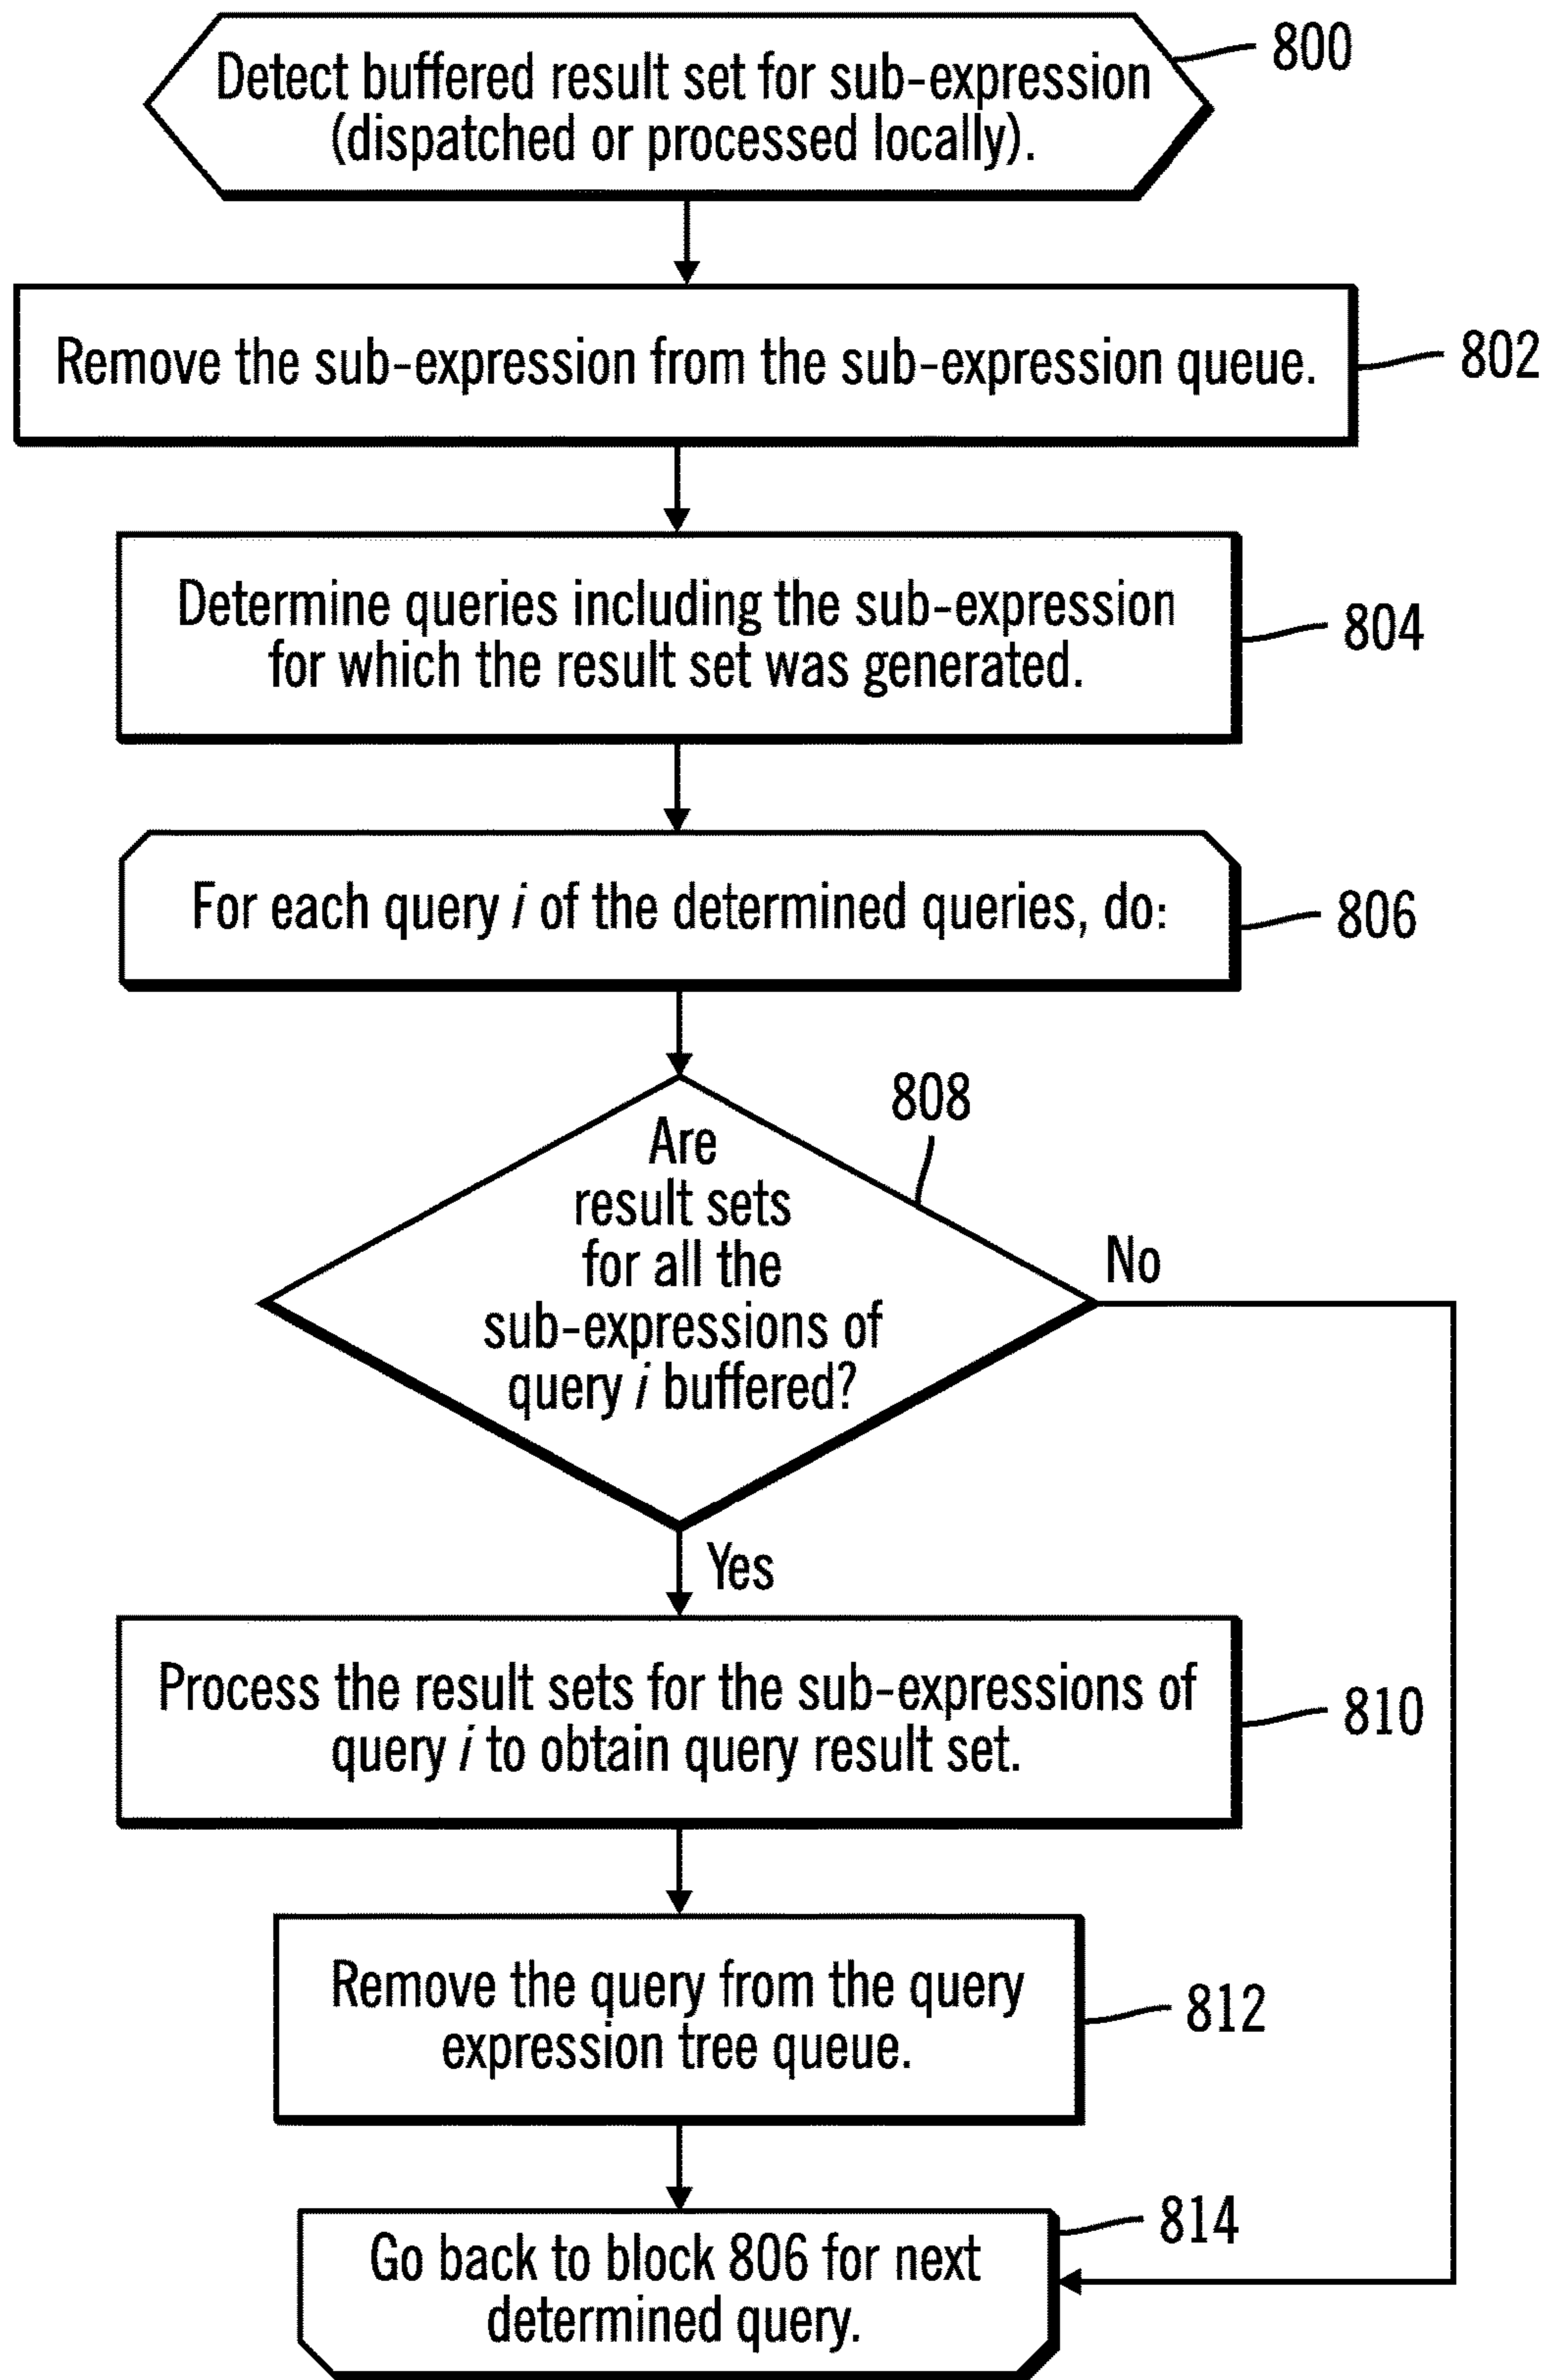 Detect buffered result set for sub-expression
(dispatched or processed locally).
800
Remove the sub-expression from the sub-expression queue.
802
Determine queries including the sub-expression
for which the result set was generated.
804
For each query i of the determined queries, do:
806
808
Are
result sets
for all the
sub-expressions of
query i buffered?
No
Yes
Process the result sets for the sub-expressions of
query i to obtain query result set.
810
Remove the query from the query
expression tree queue.
812
814
Go back to block 806 for next
determined query.